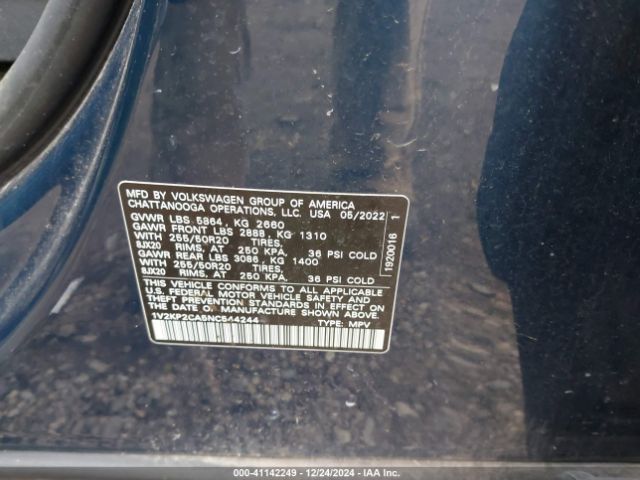 MFD BY VOLKSWAGEN GROUP OF AMERICA
CHATTANOOGA OPERATIONS, LLC. USA 05/2022
GVWR LBS 5864, KG 2660
GAWR FRONT LBS 2888, KG 1310
WITH 255/50R20 TIRES,
8JX20 RIMS, AT 250 KPA, 36 PSI COLD
GAWR REAR LBS 3086, KG 1400
WITH 255/50R20 TIRES,
8JX20 RIMS, AT 250 KPA, 36 PSI COLD
THIS VEHICLE CONFORMS TO ALL APPLICABLE
U.S. FEDERAL MOTOR VEHICLE SAFETY AND
THEFT PREVENTION STANDARDS IN EFFECT
ON THE DATE OF MANUFACTURE SHOWN ABOVE.
1V2KP2CA5NC544244
TYPE: MPV
1920016 1
000-41142249 - 12/24/2024 - IAA Inc.